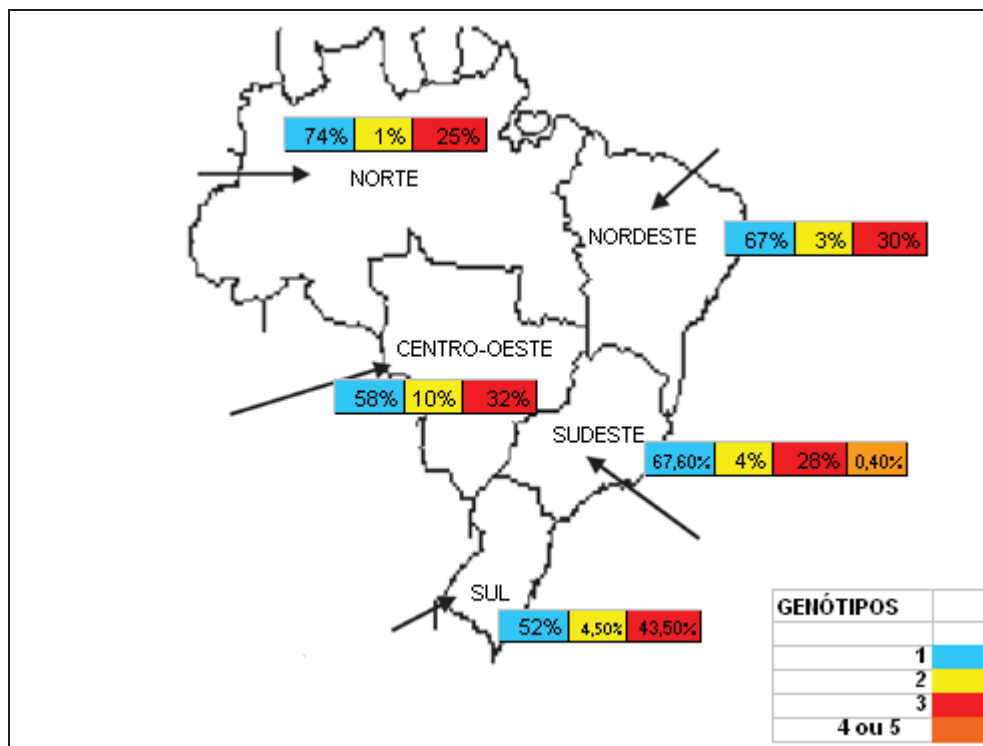 74% 1% 25%
NORTE
NORDESTE
67% 3% 30%
CENTRO-OESTE
58% 10% 32%
SUDESTE
67,60% 4% 28% 0,40%
SUL
52% 4,50% 43,50%
GENÓTIPOS
1
2
3
4 ou 5